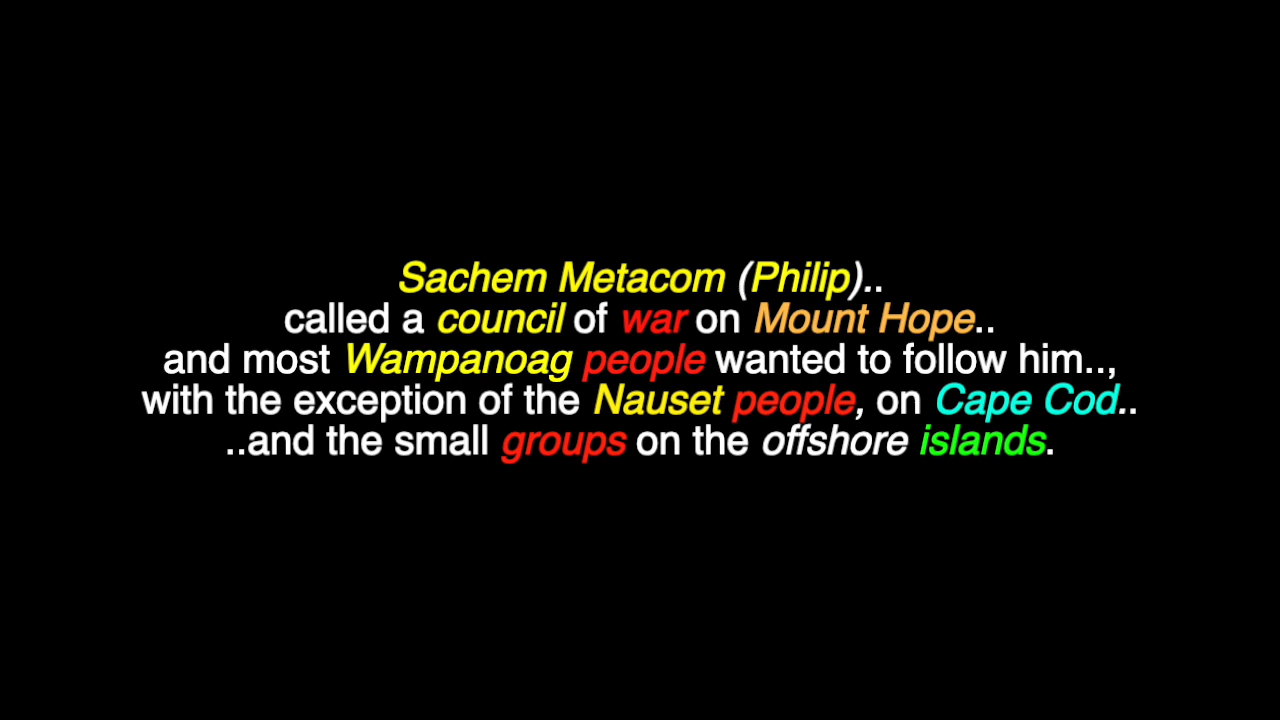 Sachem Metacom (Philip)..
called a council of war on Mount Hope..
and most Wampanoag people wanted to follow him..,
with the exception of the Nauset people, on Cape Cod..
..and the small groups on the offshore islands.